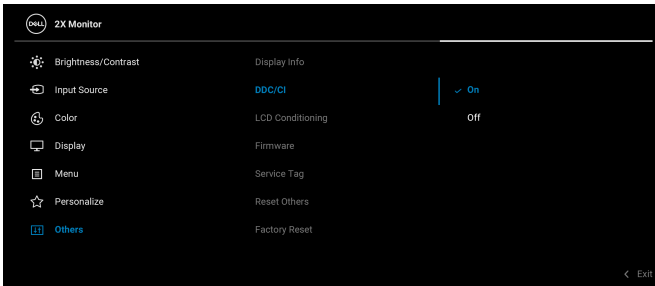 DELL 2X Monitor
Brightness/Contrast Display Info
Input Source DDC/CI On
Color LCD Conditioning Off
Display Firmware
Menu Service Tag
Personalize Reset Others
Others Factory Reset
Exit